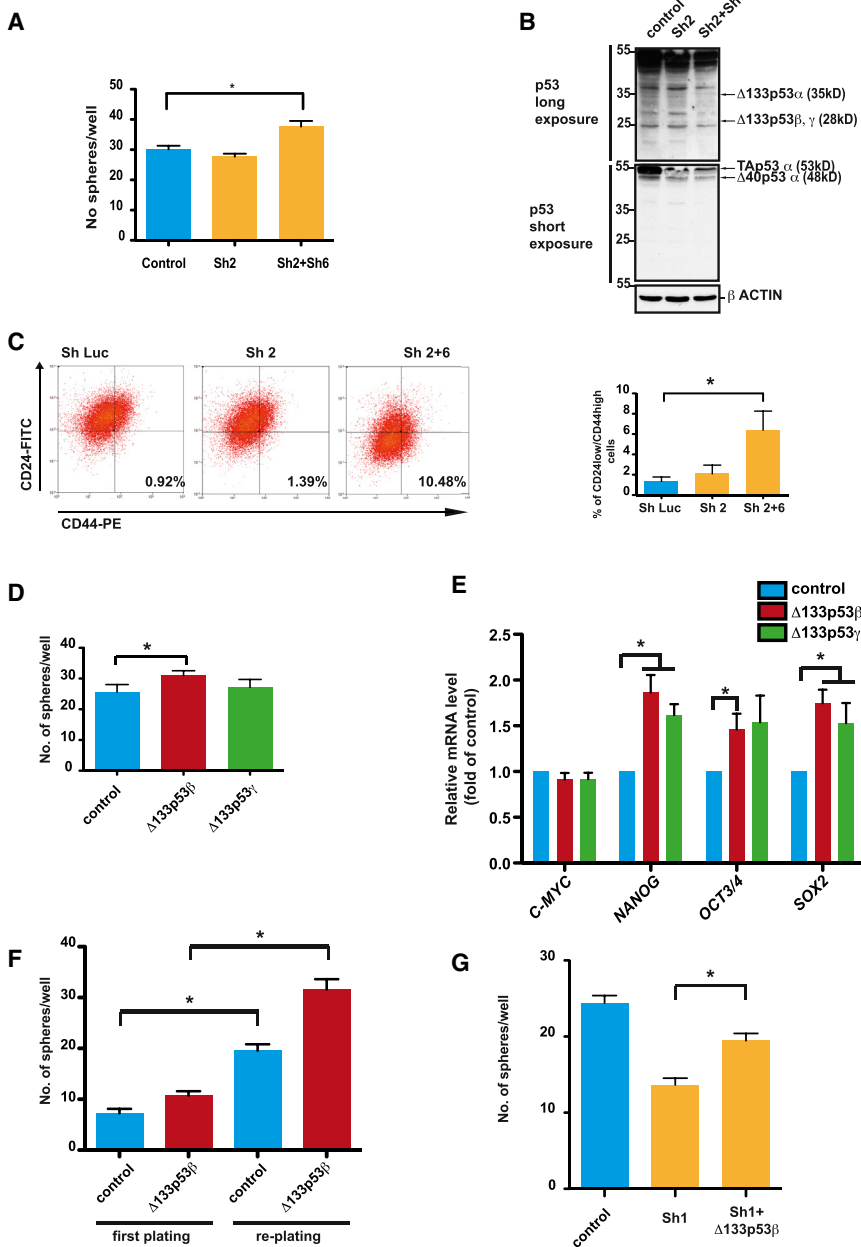 A
No spheres/well
50
40
30
20
10
0
*
Control Sh2 Sh2+Sh6
B
control
Sh2
Sh2+Sh
p53
long
exposure
55
35
25
Δ133p53α (35kD)
Δ133p53β, γ (28kD)
p53
short
exposure
55
35
25
55
TAp53 α (53kD)
Δ40p53 α (48kD)
β ACTIN
C
Sh Luc Sh 2 Sh 2+6
CD24-FITC
0.92% 1.39% 10.48%
CD44-PE
% of CD24low/CD44high
cells
10
8
6
4
2
0
*
Sh Luc Sh 2 Sh 2+6
D
No. of spheres/well
40
30
20
10
0
*
control
Δ133p53β
Δ133p53γ
E
control
Δ133p53β
Δ133p53γ
Relative mRNA level
(fold of control)
2.5
2.0
1.5
1.0
0.5
0.0
* * *
C-MYC
NANOG
OCT3/4
SOX2
F
No. of spheres/well
40
30
20
10
0
*
*
control
Δ133p53β
control
Δ133p53β
first plating re-plating
G
No. of spheres/well
30
20
10
0
*
control
Sh1
Sh1+
Δ133p53β